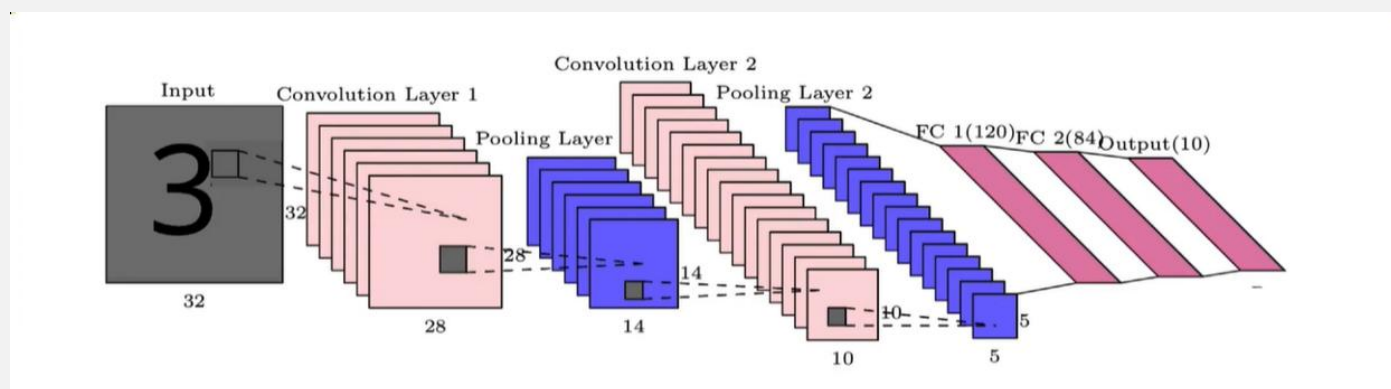 Input
3
32
32
Convolution Layer 1
28
28
Pooling Layer
14
14
Convolution Layer 2
10
10
Pooling Layer 2
5
5
FC 1(120)
FC 2(84)
Output(10)